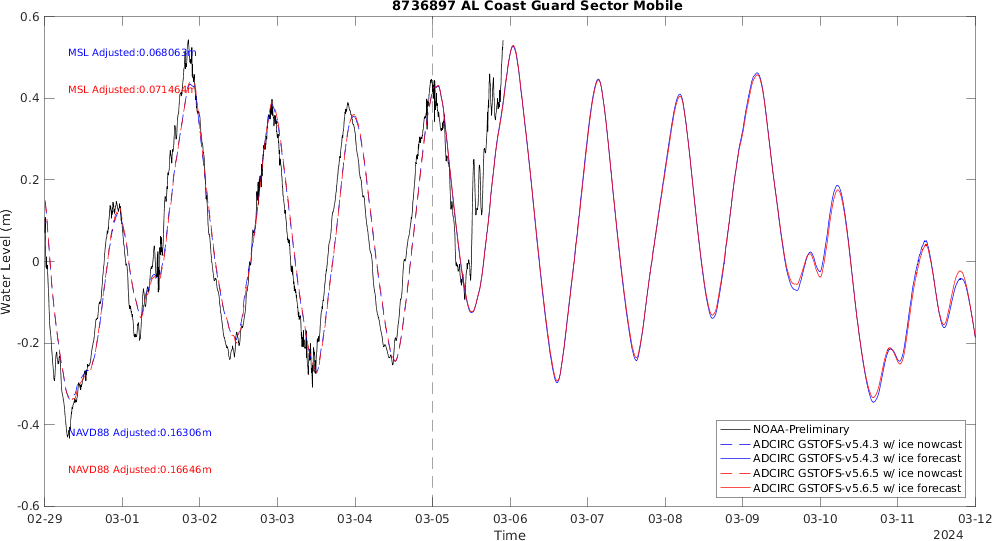 8736897 AL Coast Guard Sector Mobile
0.6
MSL Adjusted:0.068063m
MSL Adjusted:0.071464m
0.4
0.2
0
-0.2
-0.4
-0.6
Water Level (m)
NAVD88 Adjusted:0.16306m
NAVD88 Adjusted:0.16646m
NOAA-Preliminary
ADCIRC GSTOFS-v5.4.3 w/ ice nowcast
ADCIRC GSTOFS-v5.4.3 w/ ice forecast
ADCIRC GSTOFS-v5.6.5 w/ ice nowcast
ADCIRC GSTOFS-v5.6.5 w/ ice forecast
02-29 03-01 03-02 03-03 03-04 03-05 03-06 03-07 03-08 03-09 03-10 03-11 03-12
Time
2024